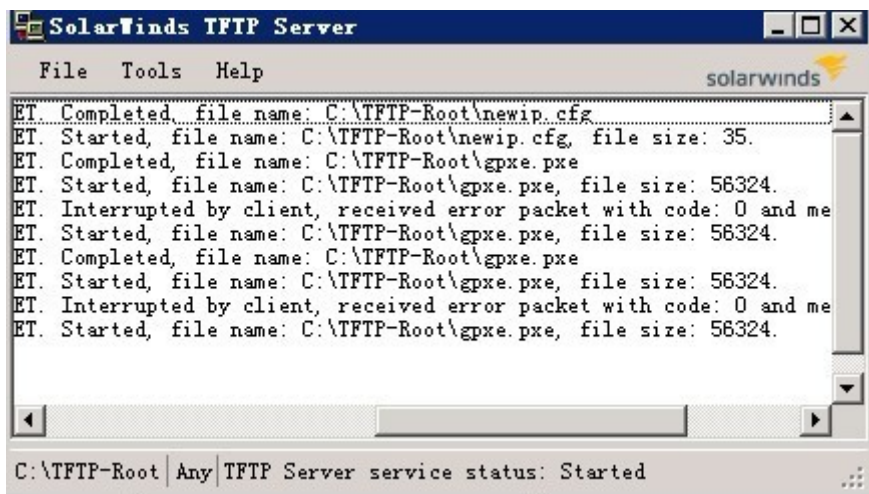 SolarWinds TFTP Server
File Tools Help
solarwinds
ET. Completed, file name: C:\TFTP-Root\newip.cfg
ET. Started, file name: C:\TFTP-Root\newip.cfg, file size: 35.
ET. Completed, file name: C:\TFTP-Root\gpxe.pxe
ET. Started, file name: C:\TFTP-Root\gpxe.pxe, file size: 56324.
ET. Interrupted by client, received error packet with code: 0 and me
ET. Started, file name: C:\TFTP-Root\gpxe.pxe, file size: 56324.
ET. Completed, file name: C:\TFTP-Root\gpxe.pxe
ET. Started, file name: C:\TFTP-Root\gpxe.pxe, file size: 56324.
ET. Interrupted by client, received error packet with code: 0 and me
ET. Started, file name: C:\TFTP-Root\gpxe.pxe, file size: 56324.
C:\TFTP-Root Any TFTP Server service status: Started